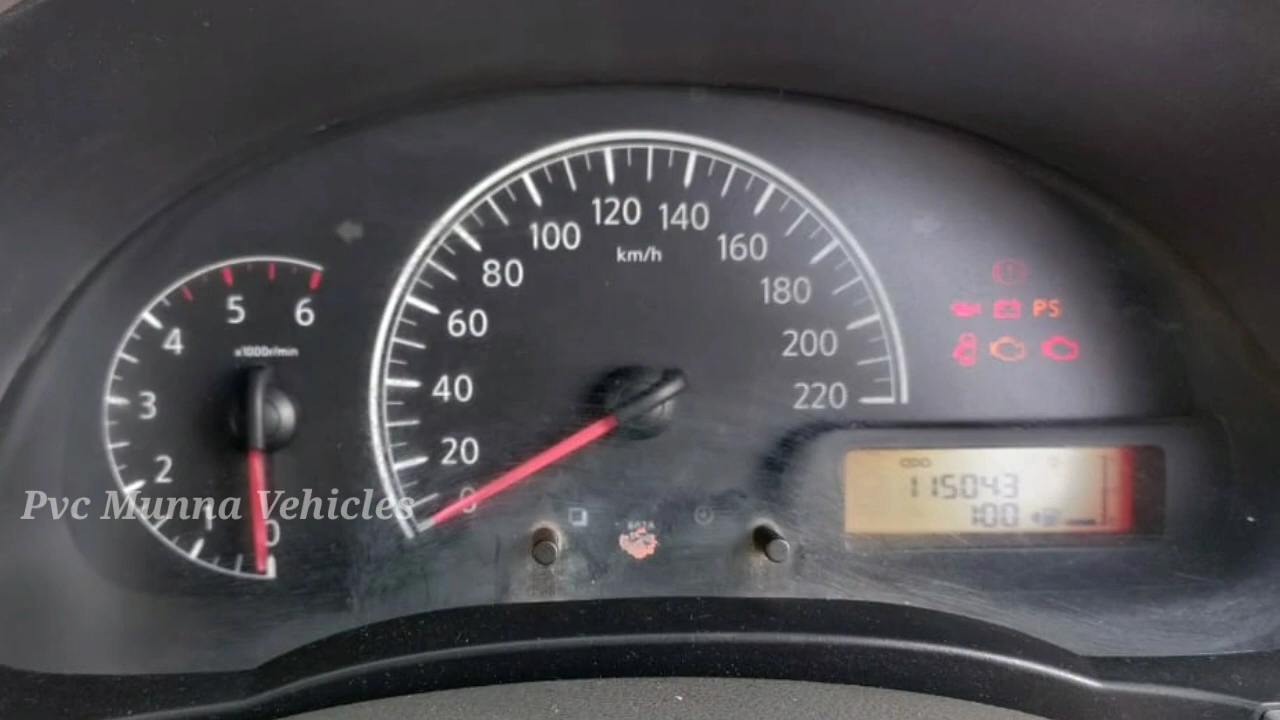 100 120 140 160
80 km/h 180
60 200
40 220
20
0
4 5 6
x1000r/min
3
2
1 0
PS
ODO
115043
1:00
Pvc Munna Vehicles